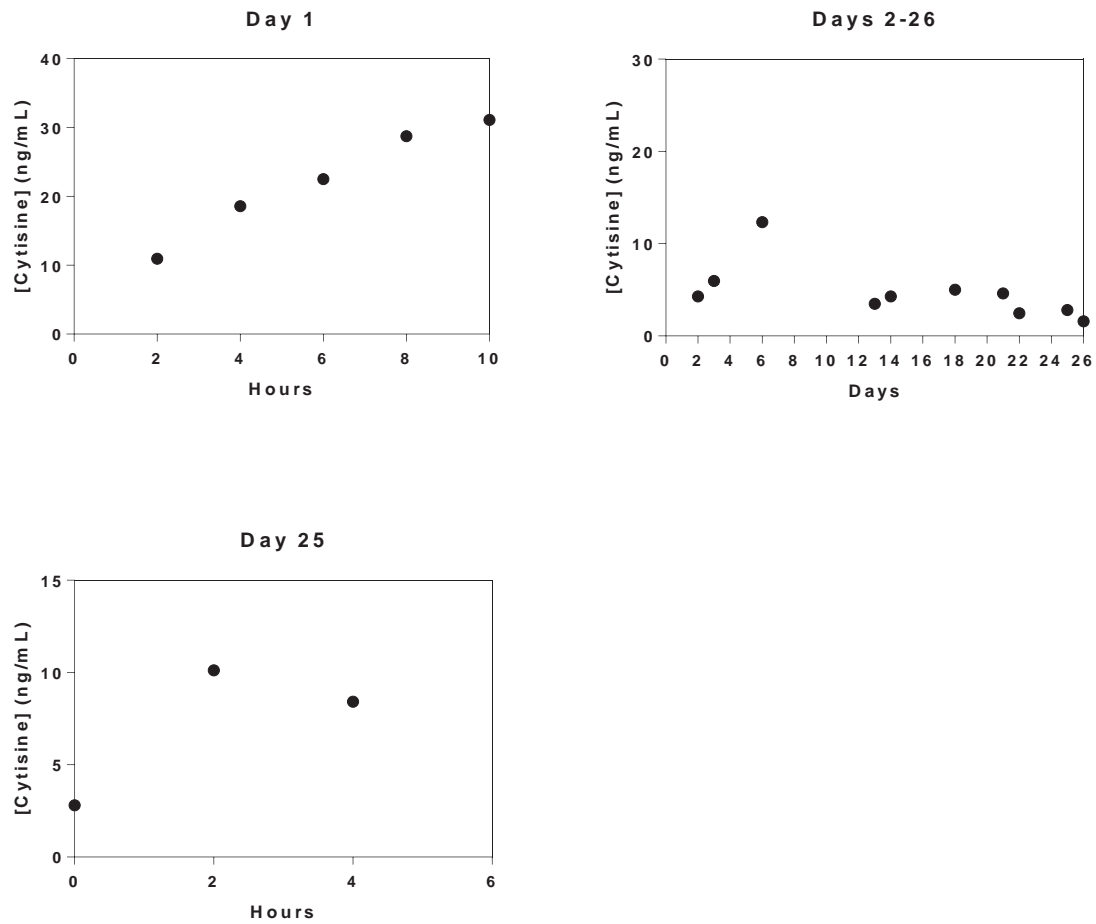 Day 1
[Cytisine] (ng/mL)
40
30
20
10
0
0 2 4 6 8 10
Hours
Days 2-26
[Cytisine] (ng/mL)
30
20
10
0
0 2 4 6 8 10 12 14 16 18 20 22 24 26
Days
Day 25
[Cytisine] (ng/mL)
15
10
5
0
0 2 4 6
Hours